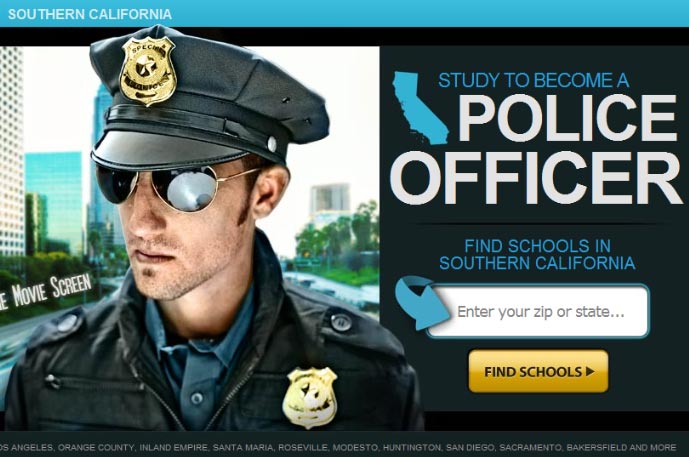 SOUTHERN CALIFORNIA
SPECIAL
STUDY TO BECOME A
POLICE
OFFICER
FIND SCHOOLS IN
SOUTHERN CALIFORNIA
MOVIE SCREEN
Enter your zip or state...
FIND SCHOOLS
ANGELES, ORANGE COUNTY, INLAND EMPIRE, SANTA MARIA, ROSEVILLE, MODESTO, HUNTINGTON, SAN DIEGO, SACRAMENTO, BAKERSFIELD AND MORE